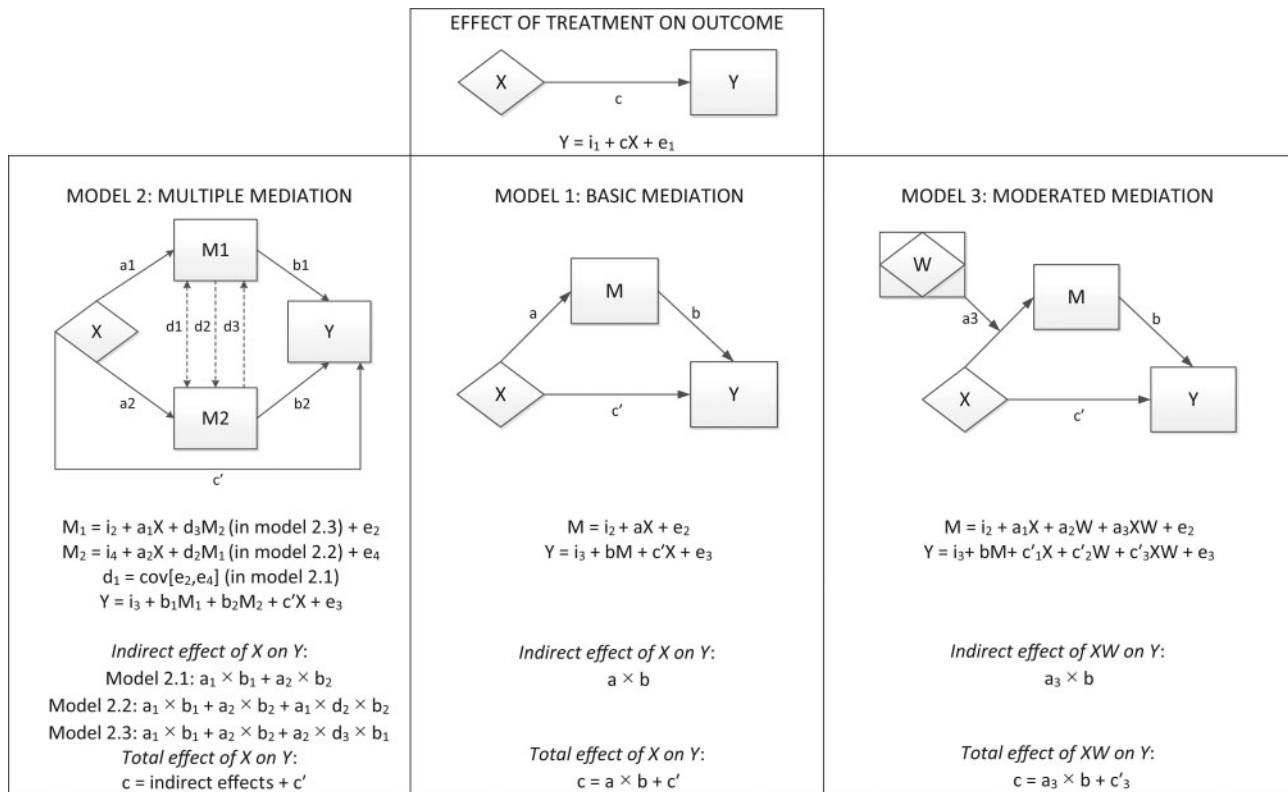 EFFECT OF TREATMENT ON OUTCOME
X
Y
c
Y = i₁ + cX + e₁
MODEL 2: MULTIPLE MEDIATION
M1
a1
b1
X
d1
d2
d3
Y
a2
M2
b2
c'
M₁ = i₂ + a₁X + d₃M₂ (in model 2.3) + e₂
M₂ = i₄ + a₂X + d₂M₁ (in model 2.2) + e₄
d₁ = cov[e₂,e₄] (in model 2.1)
Y = i₃ + b₁M₁ + b₂M₂ + c'X + e₃
Indirect effect of X on Y:
Model 2.1: a₁ × b₁ + a₂ × b₂
Model 2.2: a₁ × b₁ + a₂ × b₂ + a₁ × d₂ × b₂
Model 2.3: a₁ × b₁ + a₂ × b₂ + a₂ × d₃ × b₁
Total effect of X on Y:
c = indirect effects + c'
MODEL 1: BASIC MEDIATION
M
a
b
X
c'
Y
M = i₂ + aX + e₂
Y = i₃ + bM + c'X + e₃
Indirect effect of X on Y:
a × b
Total effect of X on Y:
c = a × b + c'
MODEL 3: MODERATED MEDIATION
W
M
a3
b
X
c'
Y
M = i₂ + a₁X + a₂W + a₃XW + e₂
Y = i₃+ bM+ c'₁X + c'₂W + c'₃XW + e₃
Indirect effect of XW on Y:
a₃ × b
Total effect of XW on Y:
c = a₃ × b + c'₃